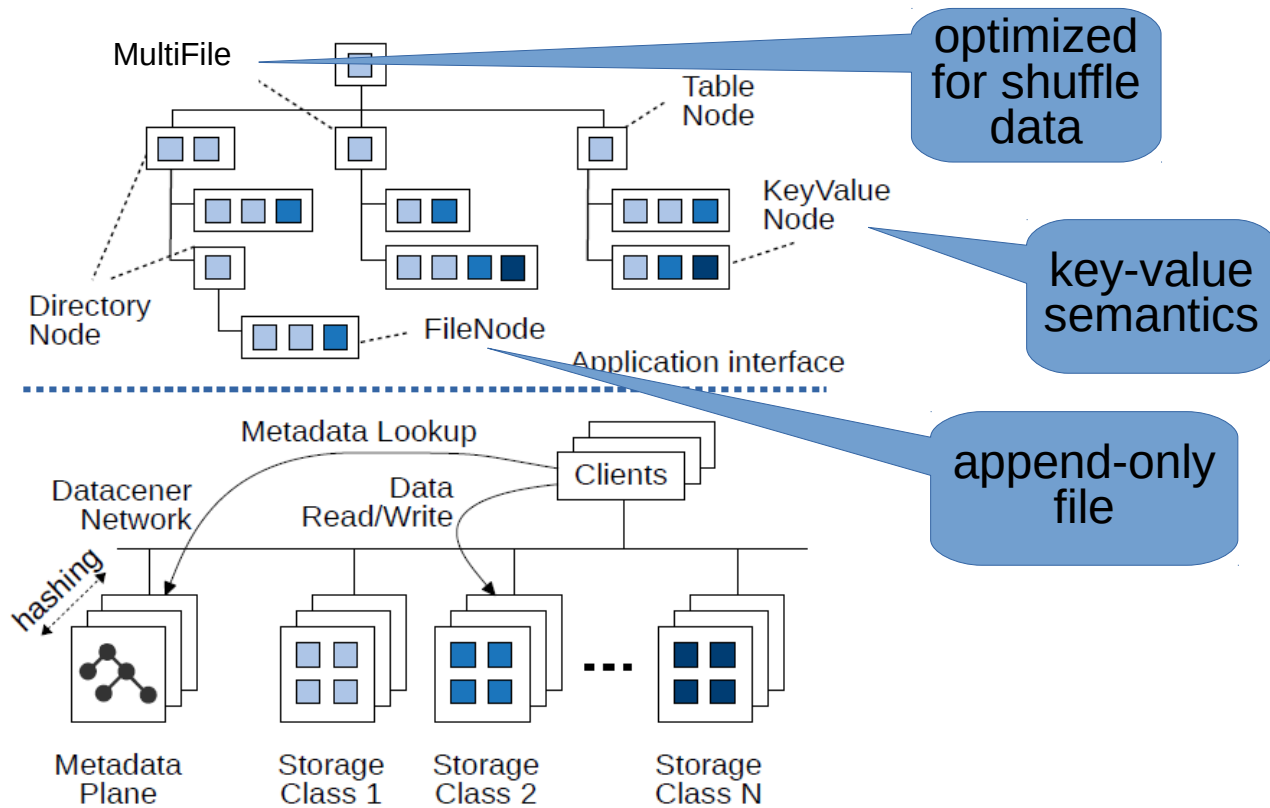 MultiFile
optimized
for shuffle
data
Table
Node
KeyValue
Node
key-value
semantics
Directory
Node
FileNode
Application interface
append-only
file
Metadata Lookup
Clients
Datacener
Network
Data
Read/Write
hashing
Metadata
Plane
Storage
Class 1
Storage
Class 2
Storage
Class N